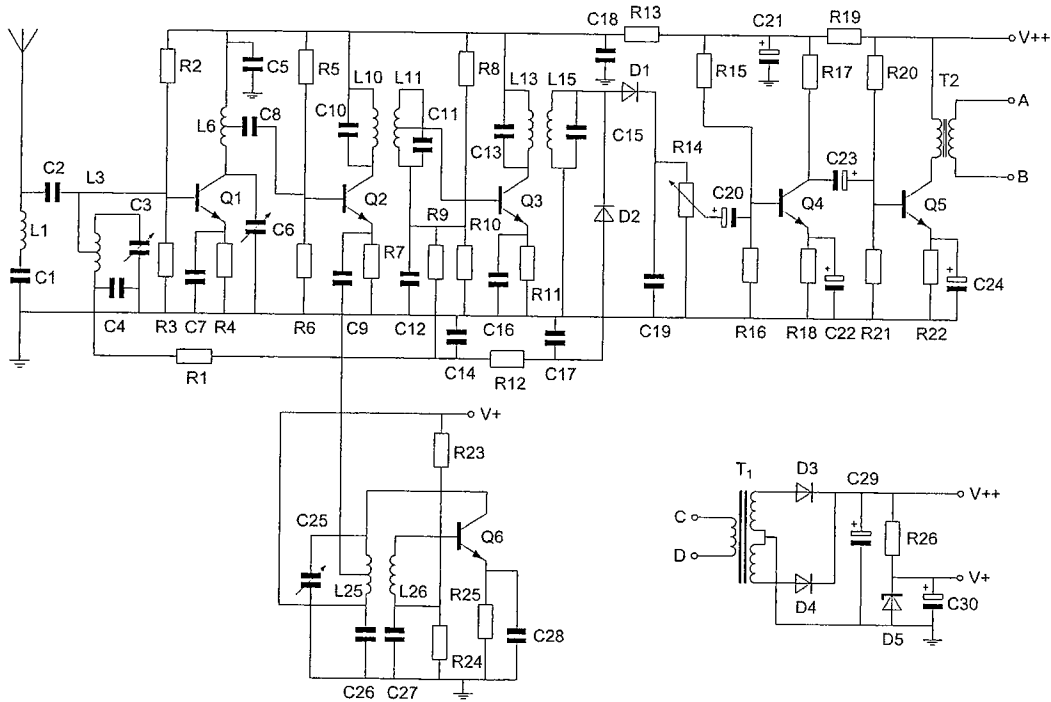 C18 R13 C21 R19 V++
R2 C5 R5 L10 L11 R8 L13 L15 D1 R15 R17 R20 T2
C8 L6 C10 C11 C13 C15 R14 A
C2 L3 C3 Q1 Q2 Q3 D2 C20 C23 B
L1 C6 R9 R10 Q4 Q5
C1 R7 R11 C24
C4 R3 C7 R4 R6 C9 C12 C16 C19 R16 R18 C22 R21 R22
R1 C14 R12 C17
V+
R23
T1 D3 C29 V++
C25 Q6 C R26
D V+
L25 L26 R25 D4 C30
C28 D5
R24
C26 C27